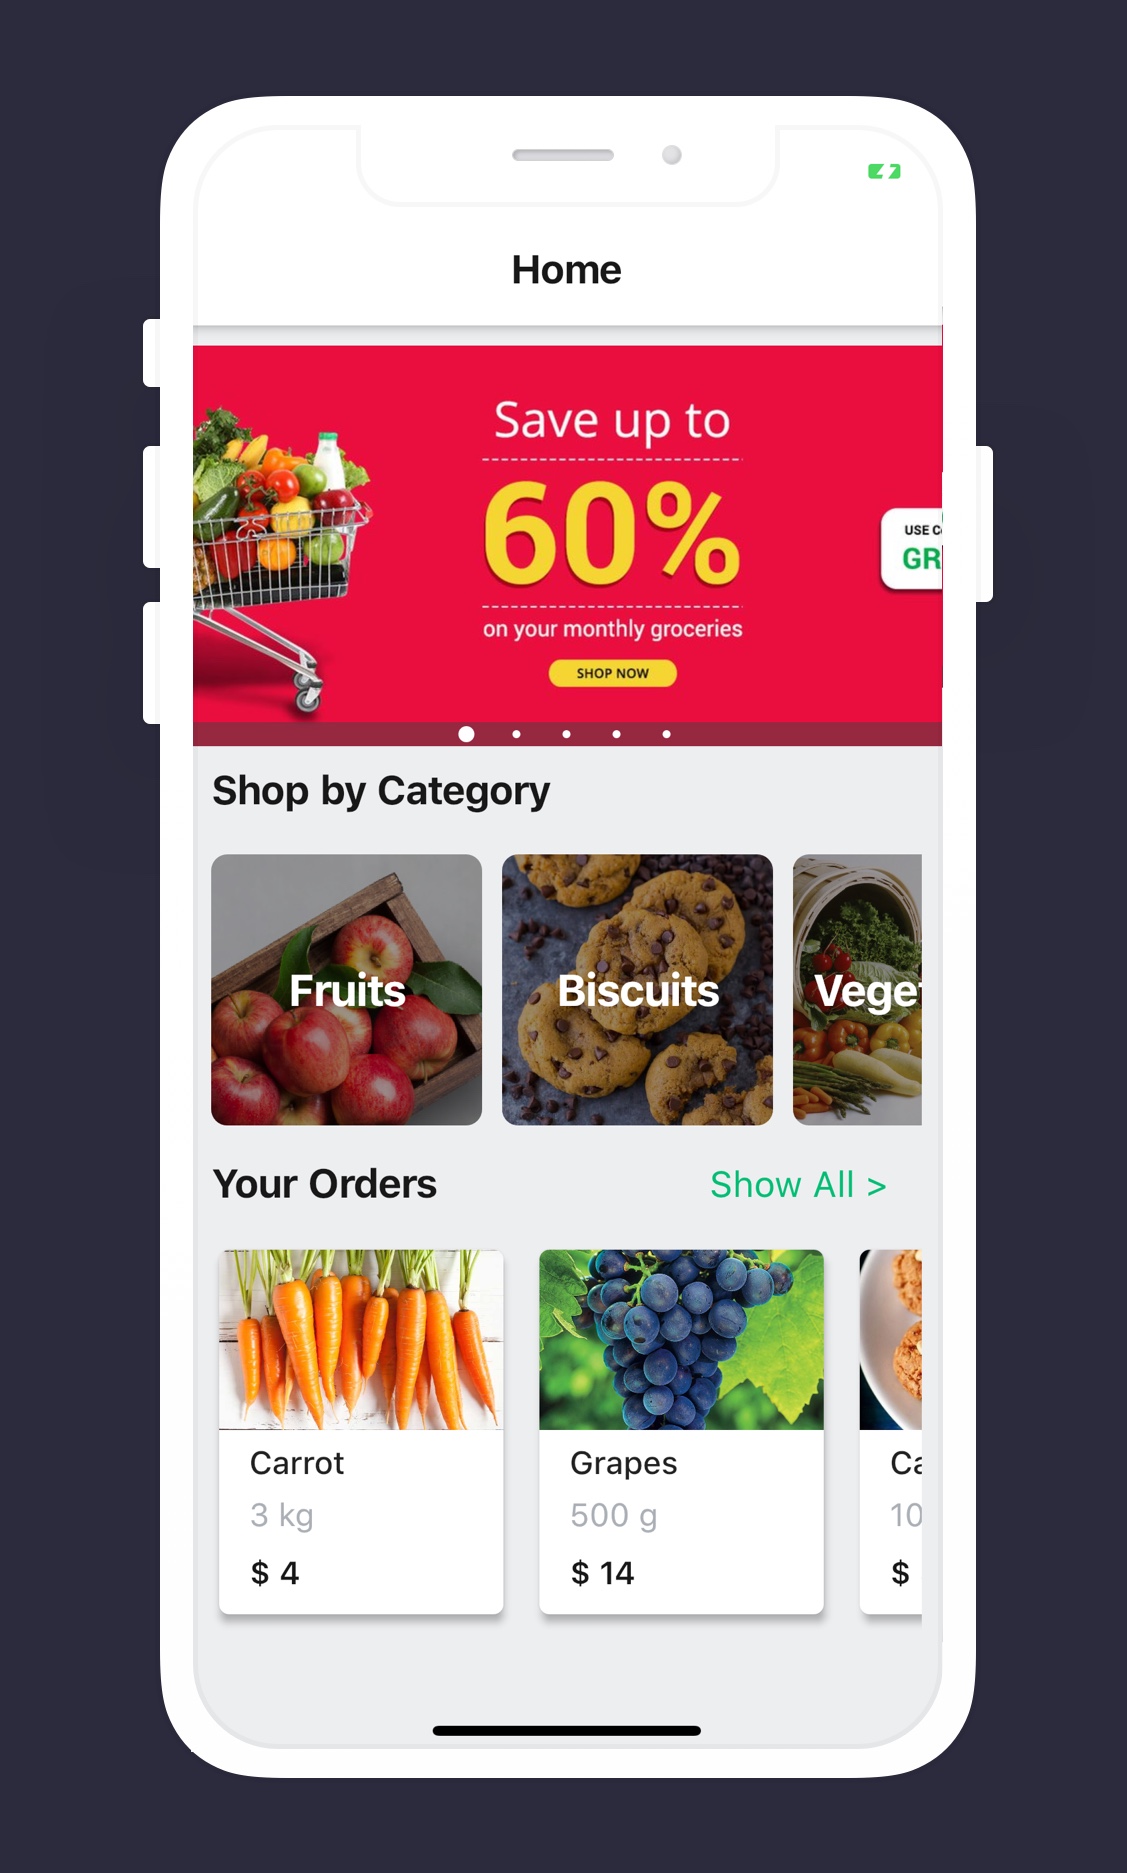 Home
Save up to
60%
on your monthly groceries
SHOP NOW
USE
GR
Shop by Category
Fruits
Biscuits
Your Orders
Show All >
Carrot
3 kg
$ 4
Grapes
500 g
$ 14
Ca
10
$